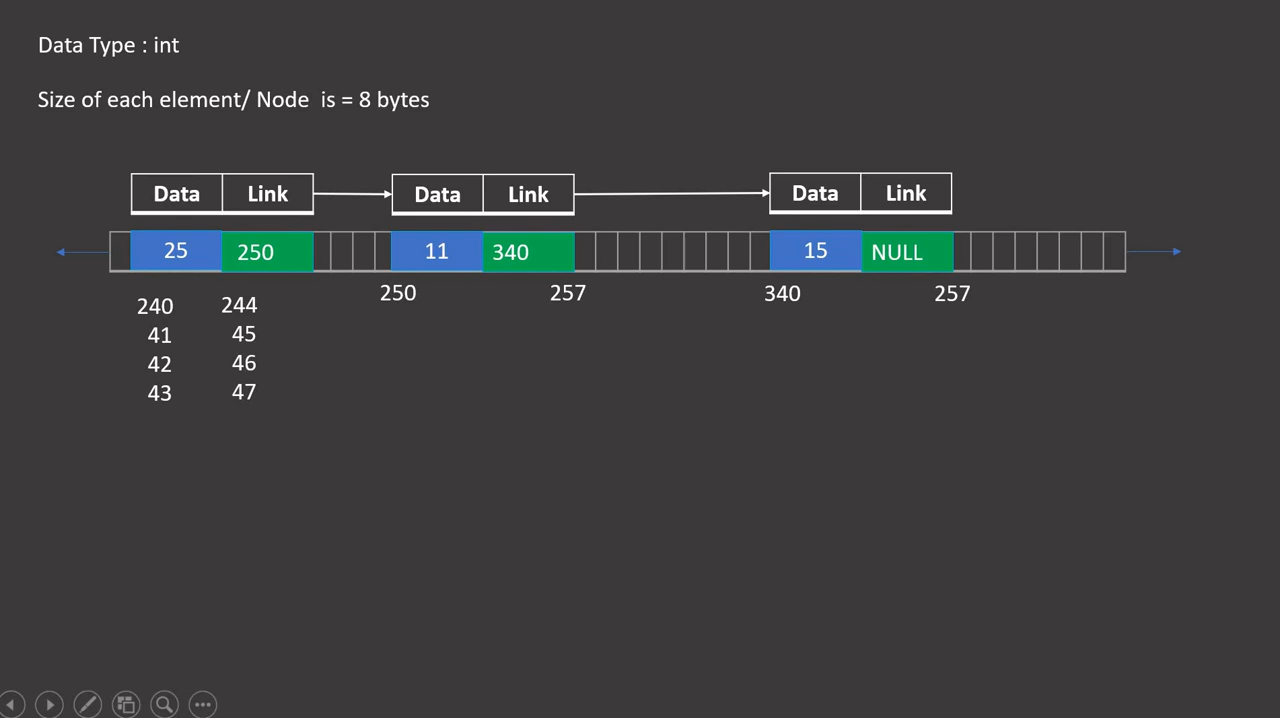 Data Type : int
Size of each element/ Node is = 8 bytes
Data Link Data Link Data Link
25 250 11 340 15 NULL
240 244 250 257 340 257
41 45
42 46
43 47